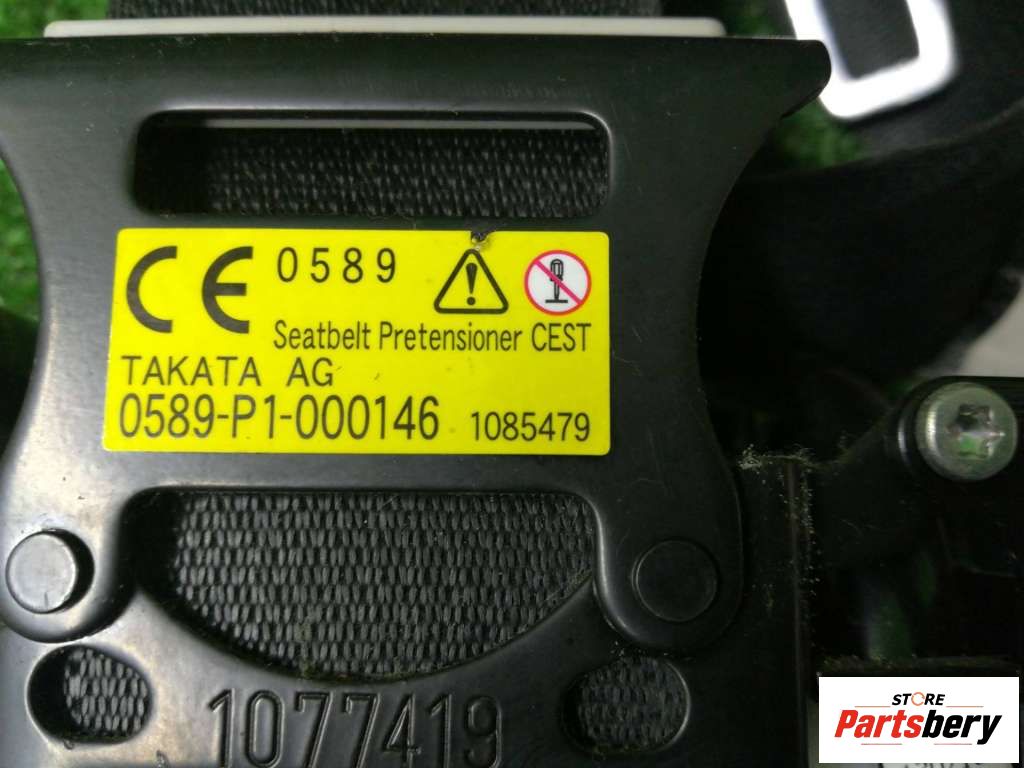 CE 0589
Seatbelt Pretensioner CEST
TAKATA AG
0589-P1-000146 1085479
1077419
STORE
Partsbery